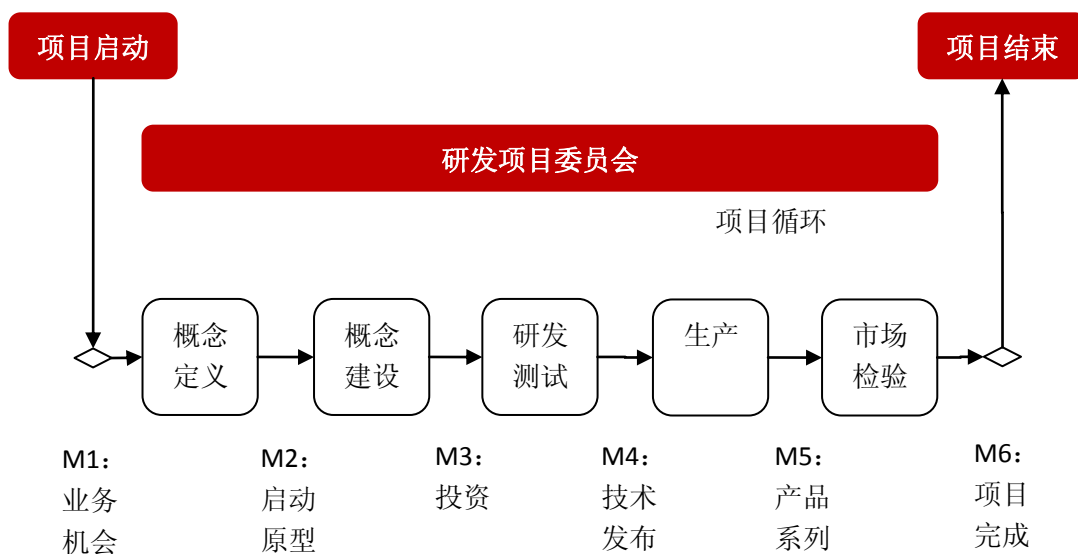 项目启动
项目结束
研发项目委员会
项目循环
概念
定义
概念
建设
研发
测试
生产
市场
检验
M1：
业务
机会
M2：
启动
原型
M3：
投资
M4：
技术
发布
M5：
产品
系列
M6：
项目
完成